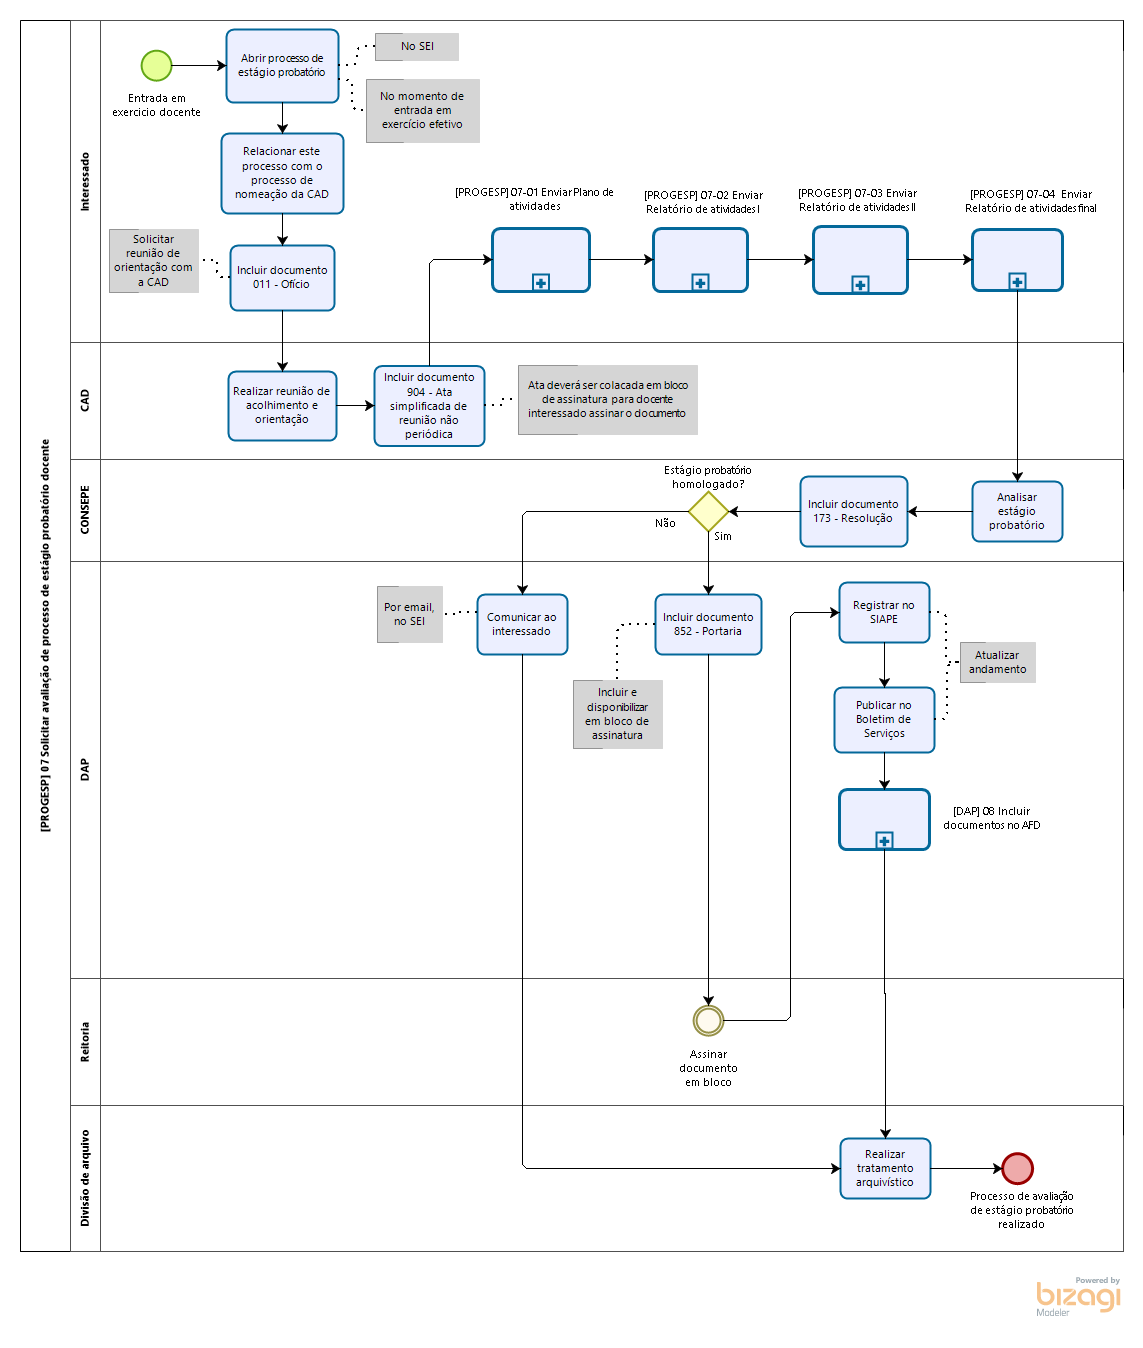 [PROGESP] 07 Solicitar avaliação de processo de estágio probatório docente
Interessado
Entrada em
exercicio docente
Abrir processo de
estágio probatório
No SEI
No momento de
entrada em
exercício efetivo
Relacionar este
processo com o
processo de
nomeação da CAD
Solicitar
reunião de
orientação com
a CAD
Incluir documento
011 - Ofício
[PROGESP] 07-01 Enviar Plano de
atividades
[PROGESP] 07-02 Enviar
Relatório de atividades I
[PROGESP] 07-03 Enviar
Relatório de atividades II
[PROGESP] 07-04 Enviar
Relatório de atividades final
CAD
Realizar reunião de
acolhimento e
orientação
Incluir documento
904 - Ata
simplificada de
reunião não
periódica
Ata deverá ser colacada em bloco
de assinatura para docente
interessado assinar o documento
CONSEPE
Estágio probatório
homologado?
Não
Sim
Incluir documento
173 - Resolução
Analisar
estágio
probatório
DAP
Por email,
no SEI
Comunicar ao
interessado
Incluir documento
852 - Portaria
Incluir e
disponibilizar
em bloco de
assinatura
Registrar no
SIAPE
Atualizar
andamento
Publicar no
Boletim de
Serviços
[DAP] 08 Incluir
documentos no AFD
Reitoria
Assinar
documento
em bloco
Divisão de arquivo
Realizar
tratamento
arquivístico
Processo de avaliação
de estágio probatório
realizado
Powered by
bizagi
Modeler